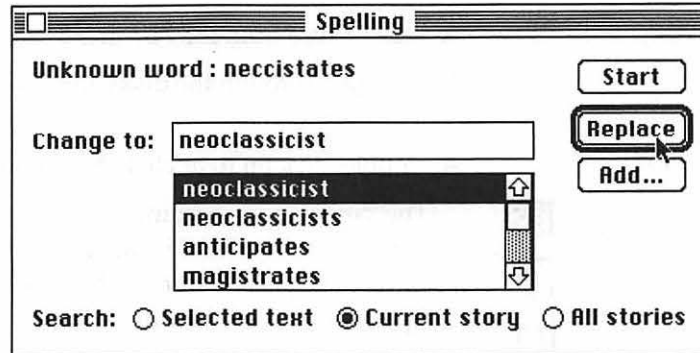 Spelling
Unknown word : neccistates
Start
Change to: neoclassicist
Replace
Add...
neoclassicist
neoclassicists
anticipates
magistrates
Search: Selected text Current story All stories